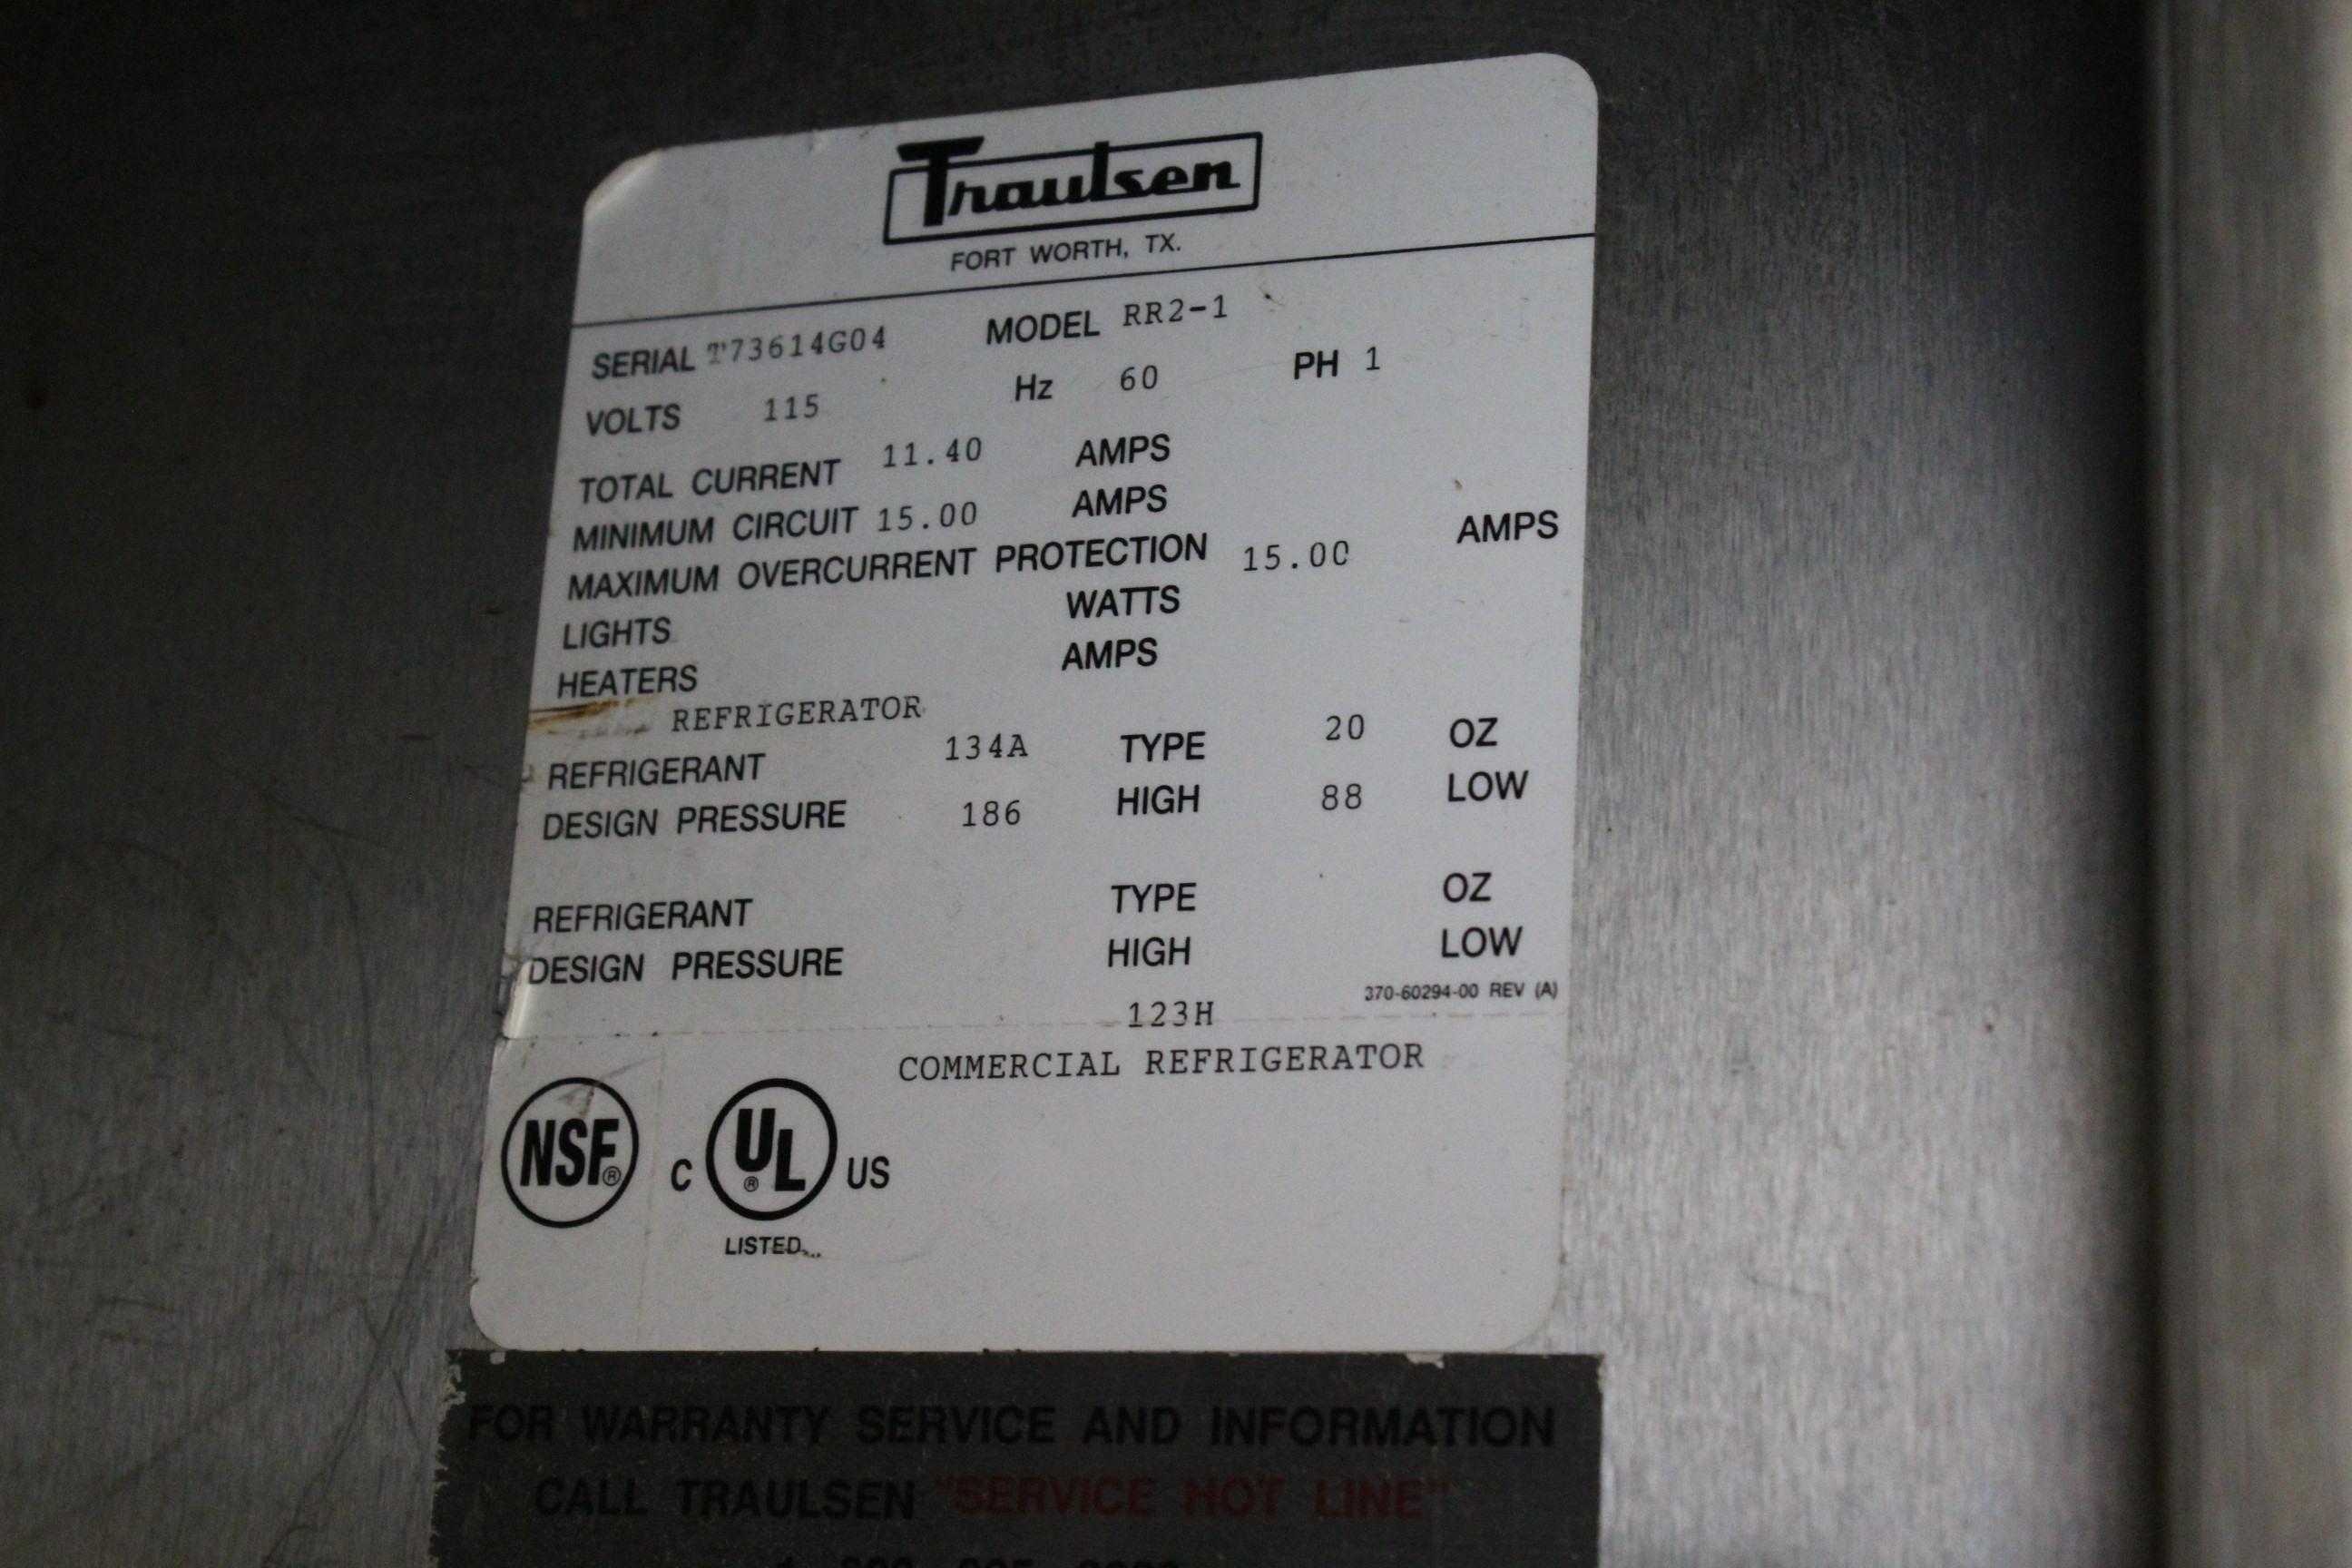 Traulsen
FORT WORTH, TX.
SERIAL T73614G04 MODEL RR2-1
VOLTS 115 Hz 60 PH 1
TOTAL CURRENT 11.40 AMPS
MINIMUM CIRCUIT 15.00 AMPS
MAXIMUM OVERCURRENT PROTECTION 15.00 AMPS
LIGHTS WATTS
HEATERS AMPS
REFRIGERATOR
REFRIGERANT 134A TYPE 20 OZ
DESIGN PRESSURE 186 HIGH 88 LOW
REFRIGERANT TYPE OZ
DESIGN PRESSURE HIGH LOW
370-60294-00 REV (A)
123H
COMMERCIAL REFRIGERATOR
NSF® C UL® US
LISTED
FOR WARRANTY SERVICE AND INFORMATION
CALL TRAULSEN "SERVICE HOT LINE"